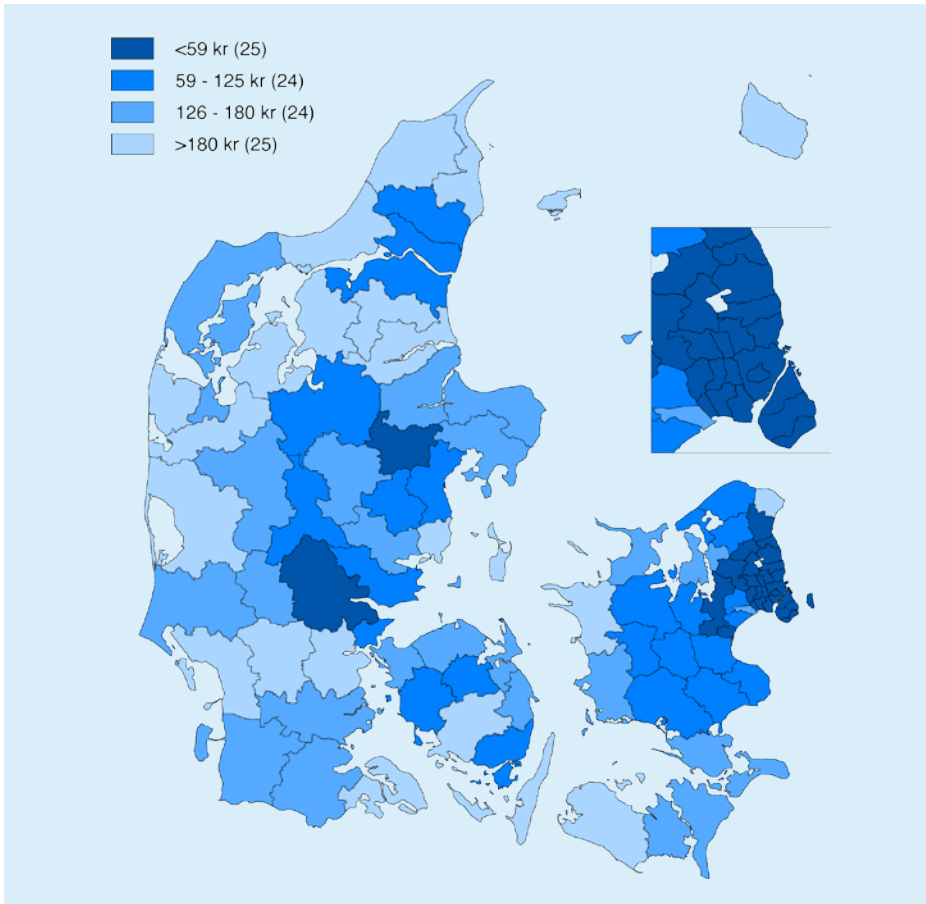 <59 kr (25)
59 - 125 kr (24)
126 - 180 kr (24)
>180 kr (25)